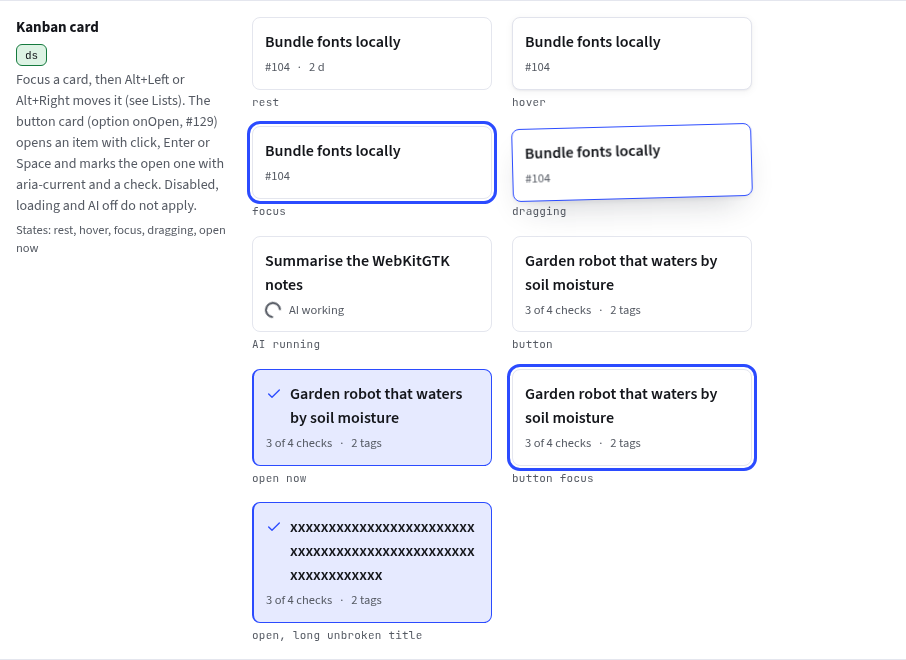 Kanban card
ds
Focus a card, then Alt+Left or
Alt+Right moves it (see Lists). The
button card (option onOpen, #129)
opens an item with click, Enter or
Space and marks the open one with
aria-current and a check. Disabled,
loading and AI off do not apply.
States: rest, hover, focus, dragging, open
now
Bundle fonts locally
#104 · 2 d
rest
Bundle fonts locally
#104
hover
Bundle fonts locally
#104
focus
Bundle fonts locally
#104
dragging
Summarise the WebKitGTK
notes
AI working
AI running
Garden robot that waters by
soil moisture
3 of 4 checks · 2 tags
button
Garden robot that waters
by soil moisture
3 of 4 checks · 2 tags
open now
Garden robot that waters by
soil moisture
3 of 4 checks · 2 tags
button focus
xxxxxxxxxxxxxxxxxxxxxxxx
xxxxxxxxxxxxxxxxxxxxxxxx
xxxxxxxxxxxx
3 of 4 checks · 2 tags
open, long unbroken title